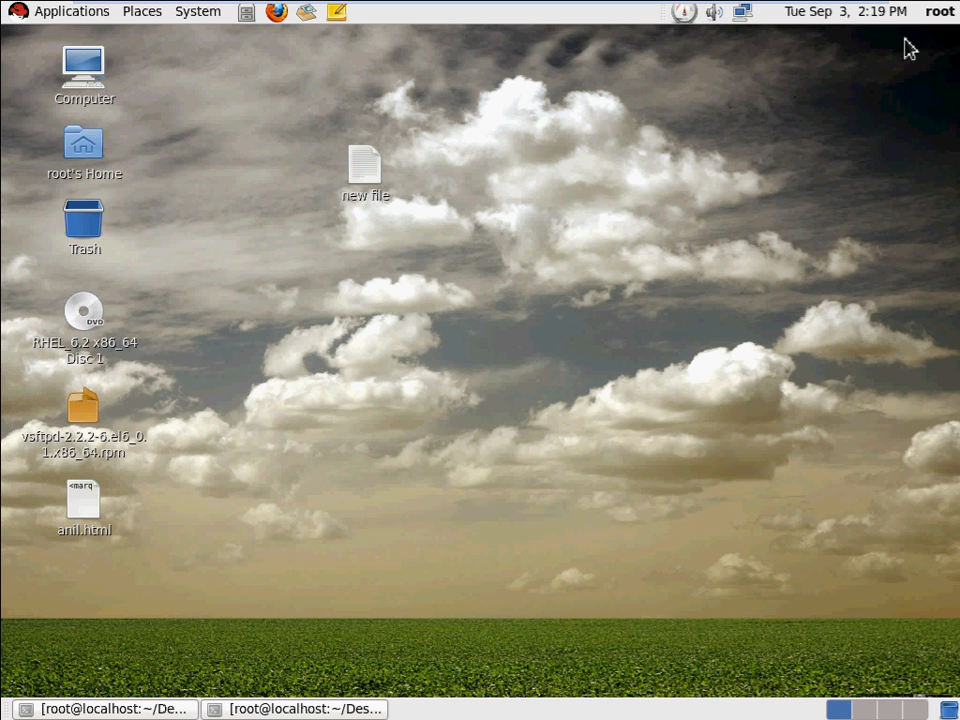 Applications Places System Tue Sep 3, 2:19 PM root
Computer
root's Home
new file
Trash
DVD
RHEL_6.2 x86_64
Disc 1
vsftpd-2.2.2-6.el6_0.
1.x86_64.rpm
<marq
anil.html
[root@localhost:~/De... [root@localhost:~/Des...